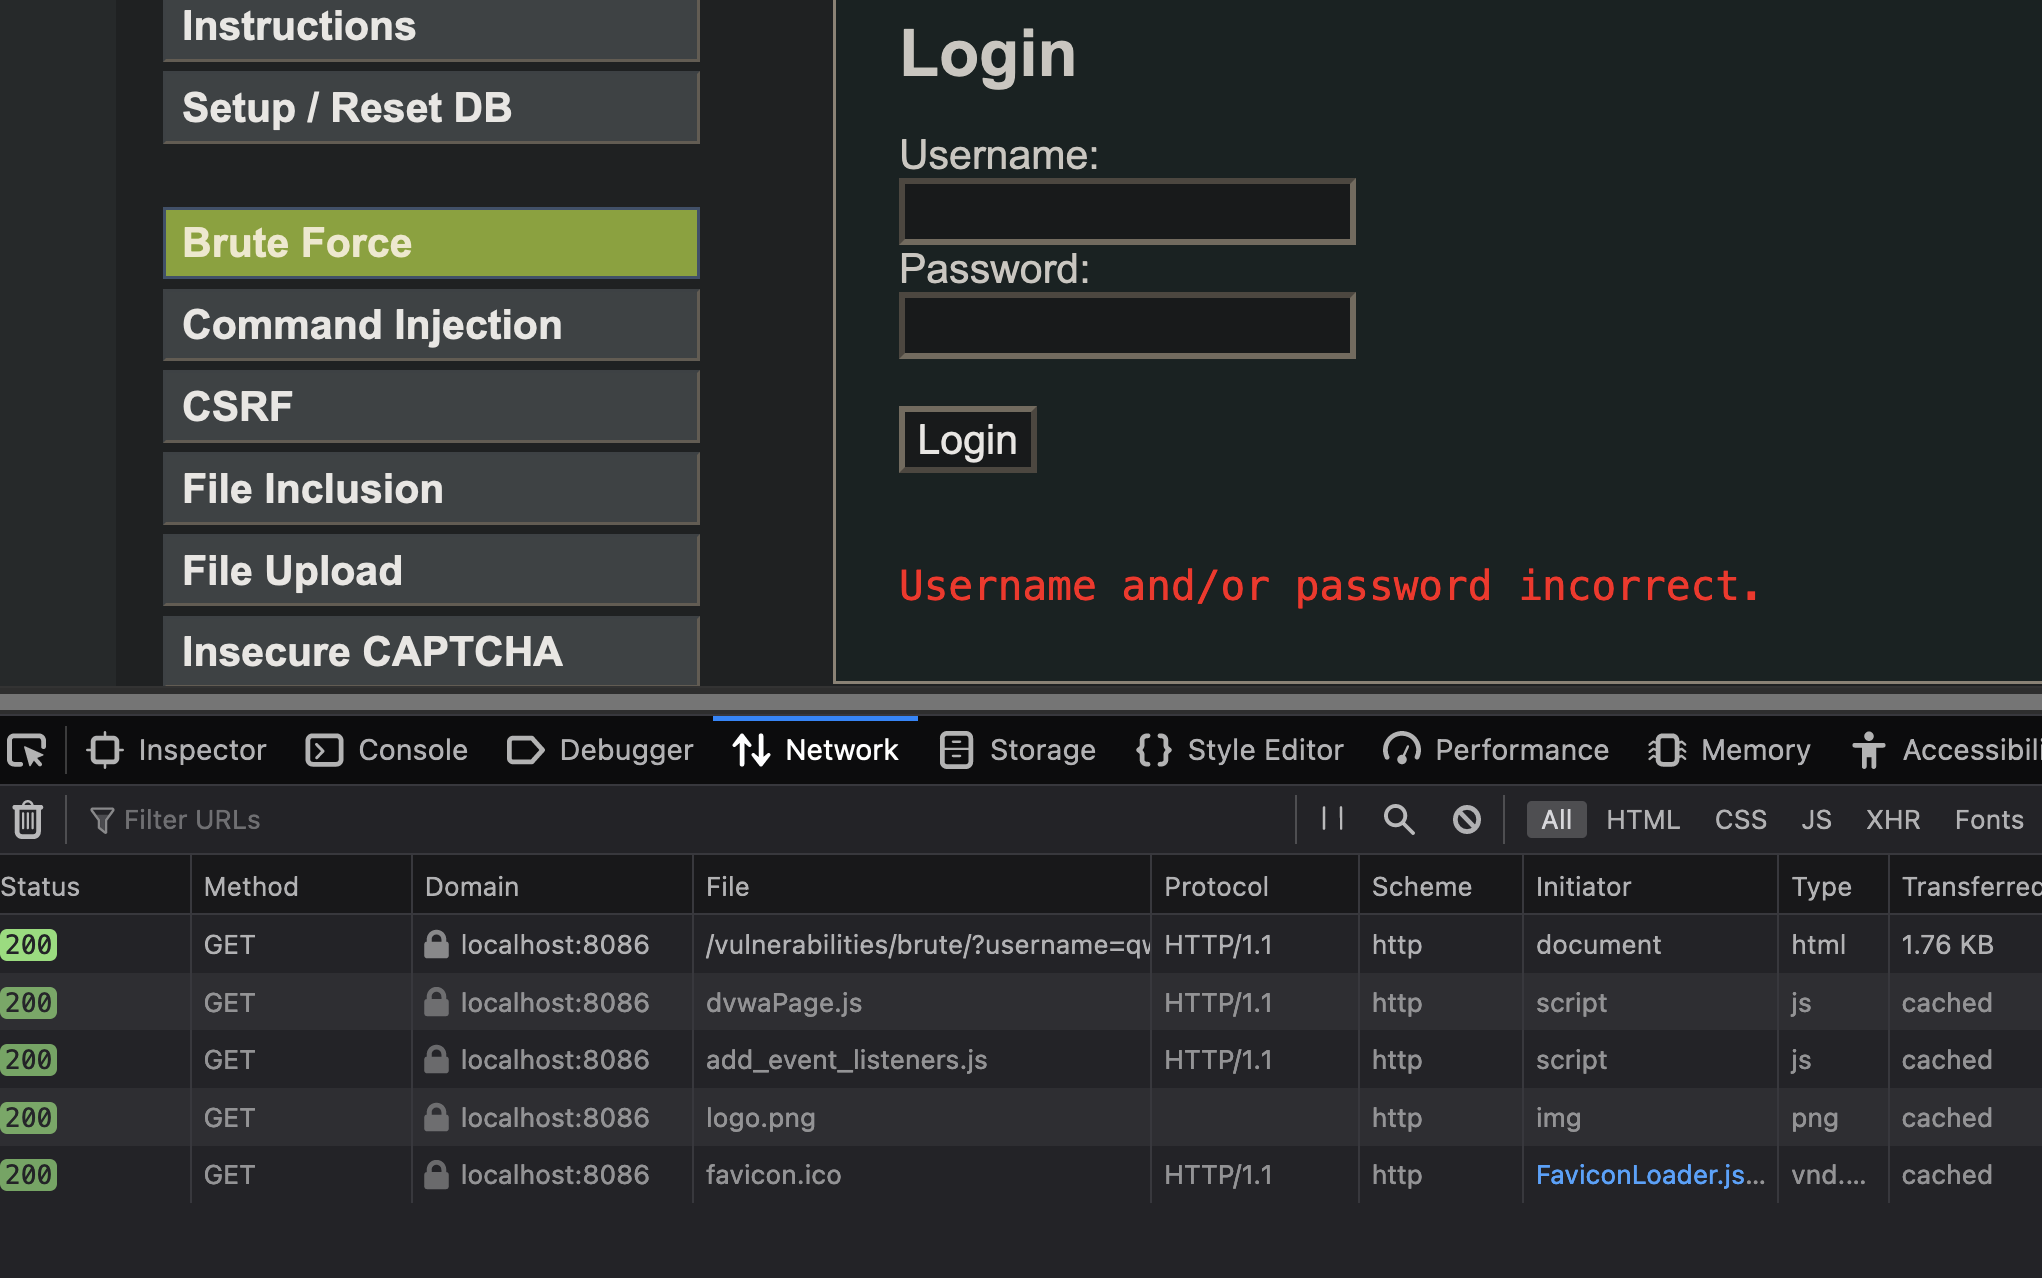 Instructions
Setup / Reset DB
Brute Force
Command Injection
CSRF
File Inclusion
File Upload
Insecure CAPTCHA
Login
Username:
Password:
Login
Username and/or password incorrect.
Inspector Console Debugger Network Storage Style Editor Performance Memory Accessibili
Filter URLs All HTML CSS JS XHR Fonts
Status Method Domain File Protocol Scheme Initiator Type Transferred
200 GET localhost:8086 /vulnerabilities/brute/?username=qw HTTP/1.1 http document html 1.76 KB
200 GET localhost:8086 dvwaPage.js HTTP/1.1 http script js cached
200 GET localhost:8086 add_event_listeners.js HTTP/1.1 http script js cached
200 GET localhost:8086 logo.png http img png cached
200 GET localhost:8086 favicon.ico HTTP/1.1 http FaviconLoader.js... vnd.... cached